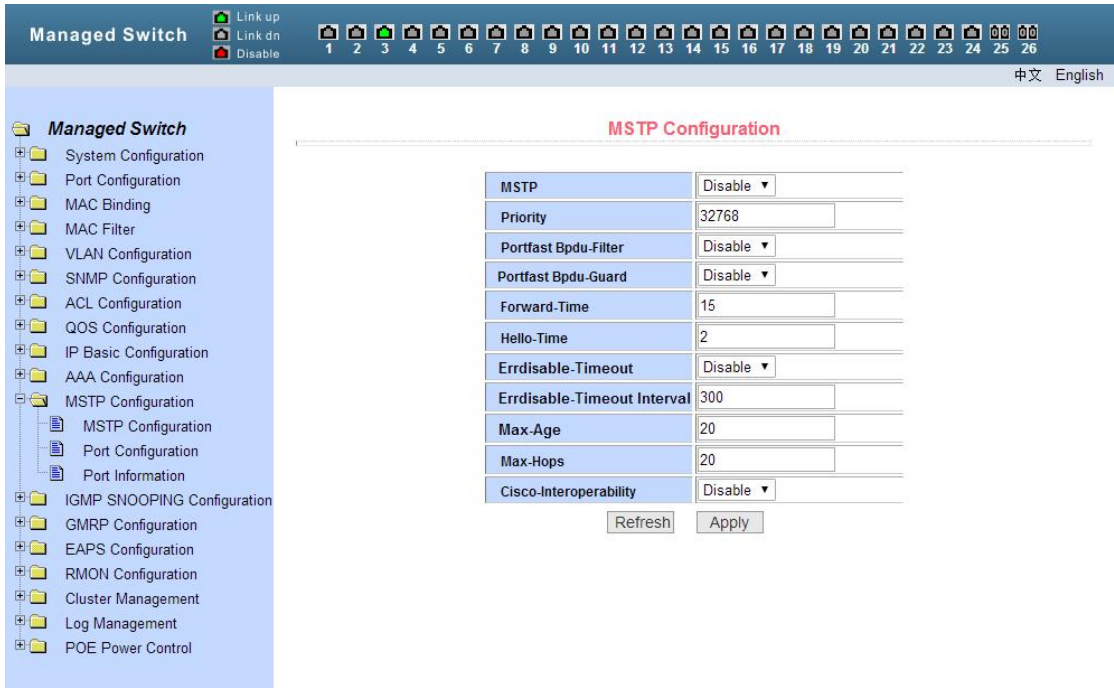 Managed Switch
Link up
Link dn
Disable
1 2 3 4 5 6 7 8 9 10 11 12 13 14 15 16 17 18 19 20 21 22 23 24 25 26
中文 English
Managed Switch
System Configuration
Port Configuration
MAC Binding
MAC Filter
VLAN Configuration
SNMP Configuration
ACL Configuration
QOS Configuration
IP Basic Configuration
AAA Configuration
MSTP Configuration
MSTP Configuration
Port Configuration
Port Information
IGMP SNOOPING Configuration
GMRP Configuration
EAPS Configuration
RMON Configuration
Cluster Management
Log Management
POE Power Control
MSTP Configuration
MSTP Disable
Priority 32768
Portfast Bpdu-Filter Disable
Portfast Bpdu-Guard Disable
Forward-Time 15
Hello-Time 2
Errdisable-Timeout Disable
Errdisable-Timeout Interval 300
Max-Age 20
Max-Hops 20
Cisco-Interoperability Disable
Refresh Apply